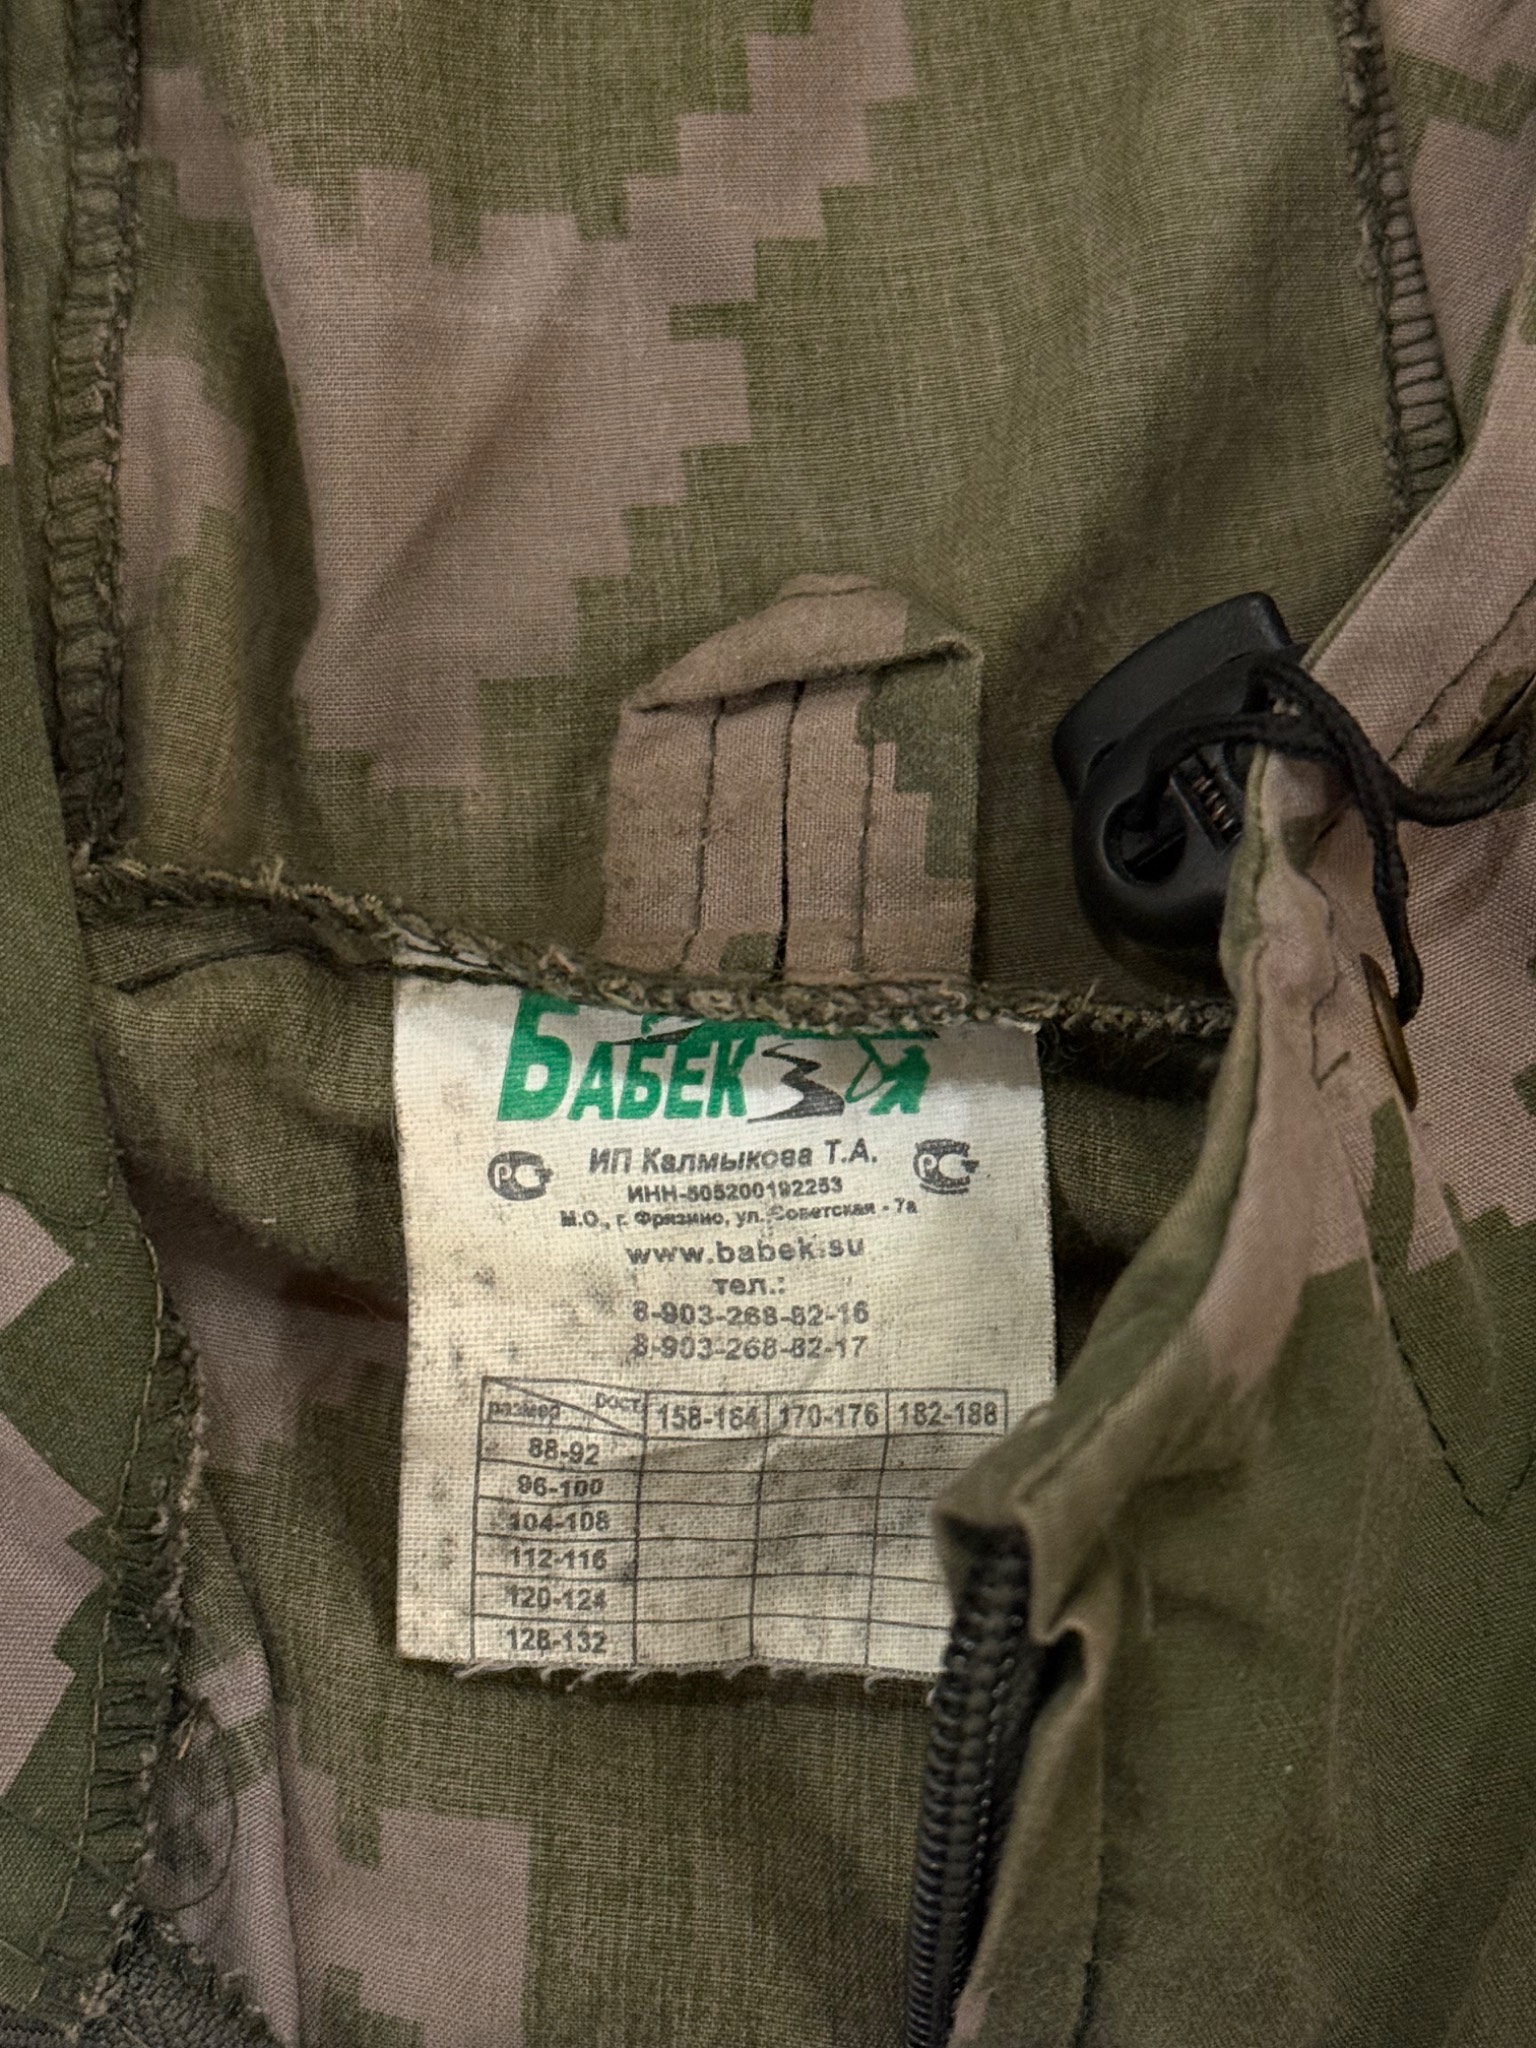 БАБЕК
РС ИП Калмыкова Т.А. РС
ИНН-505200192253
М.О., г. Фрязино, ул. Советская - 7а
www.babek.su
тел.:
8-903-268-82-16
8-903-268-82-17
размер рост 158-164 170-176 182-188
88-92
96-100
104-108
112-116
120-124
128-132